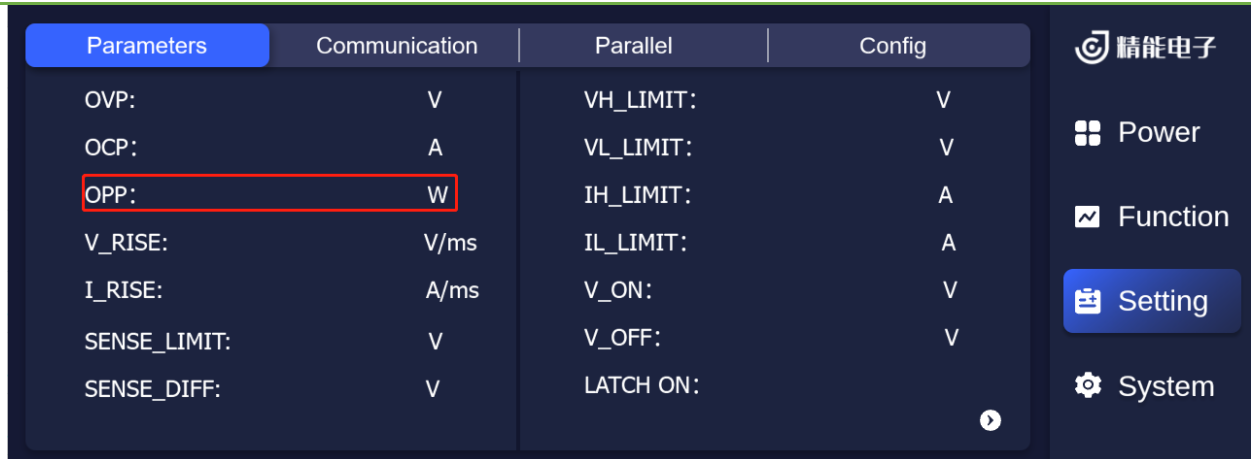 Parameters Communication Parallel Config
OVP: V
OCP: A
OPP: W
V_RISE: V/ms
I_RISE: A/ms
SENSE_LIMIT: V
SENSE_DIFF: V
VH_LIMIT: V
VL_LIMIT: V
IH_LIMIT: A
IL_LIMIT: A
V_ON: V
V_OFF: V
LATCH ON:
精能电子
Power
Function
Setting
System